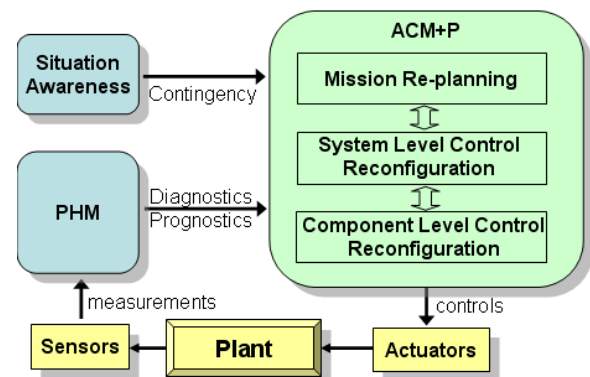 ACM+P
Situation
Awareness
Contingency
Mission Re-planning
System Level Control
Reconfiguration
PHM
Diagnostics
Prognostics
Component Level Control
Reconfiguration
measurements
controls
Sensors
Plant
Actuators